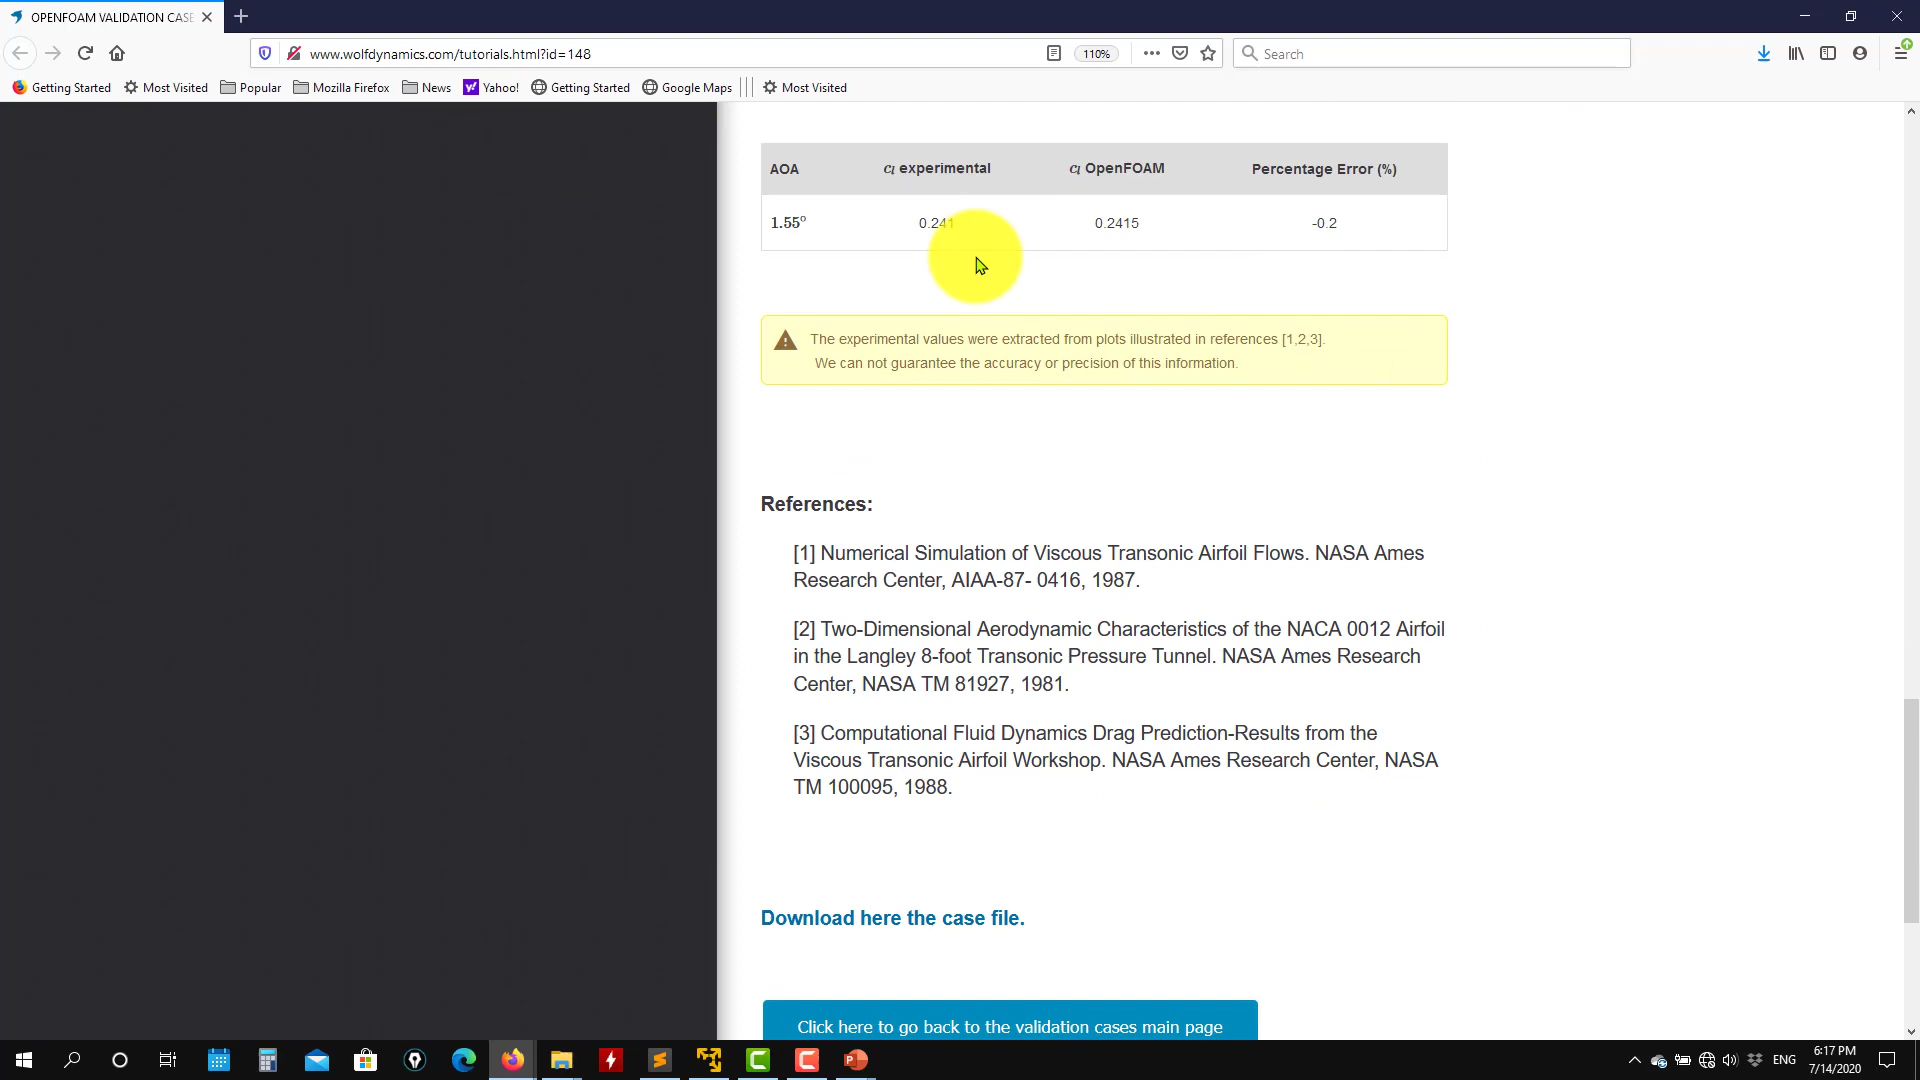 OPENFOAM VALIDATION CASE
www.wolfdynamics.com/tutorials.html?id=148
110%
Search
Getting Started
Most Visited
Popular
Mozilla Firefox
News
Yahoo!
Getting Started
Google Maps
Most Visited
AOA cl experimental cl OpenFOAM Percentage Error (%)
1.55° 0.241 0.2415 -0.2
The experimental values were extracted from plots illustrated in references [1,2,3].
We can not guarantee the accuracy or precision of this information.
References:
[1] Numerical Simulation of Viscous Transonic Airfoil Flows. NASA Ames
Research Center, AIAA-87- 0416, 1987.
[2] Two-Dimensional Aerodynamic Characteristics of the NACA 0012 Airfoil
in the Langley 8-foot Transonic Pressure Tunnel. NASA Ames Research
Center, NASA TM 81927, 1981.
[3] Computational Fluid Dynamics Drag Prediction-Results from the
Viscous Transonic Airfoil Workshop. NASA Ames Research Center, NASA
TM 100095, 1988.
Download here the case file.
Click here to go back to the validation cases main page
ENG
6:17 PM
7/14/2020